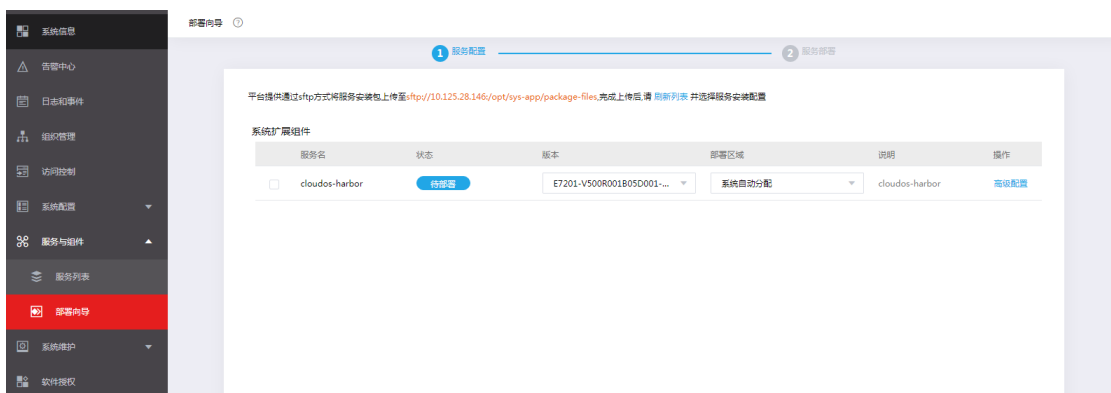 系统信息
告警中心
日志和事件
组织管理
访问控制
系统配置
服务与组件
服务列表
部署向导
系统维护
软件授权
部署向导 ?
1 服务配置
2 服务部署
平台提供通过sftp方式将服务安装包上传至sftp://10.125.28.146:/opt/sys-app/package-files,完成上传后,请 刷新列表 并选择服务安装配置
系统扩展组件
服务名 状态 版本 部署区域 说明 操作
cloudos-harbor 待部署 E7201-V500R001B05D001-... 系统自动分配 cloudos-harbor 高级配置